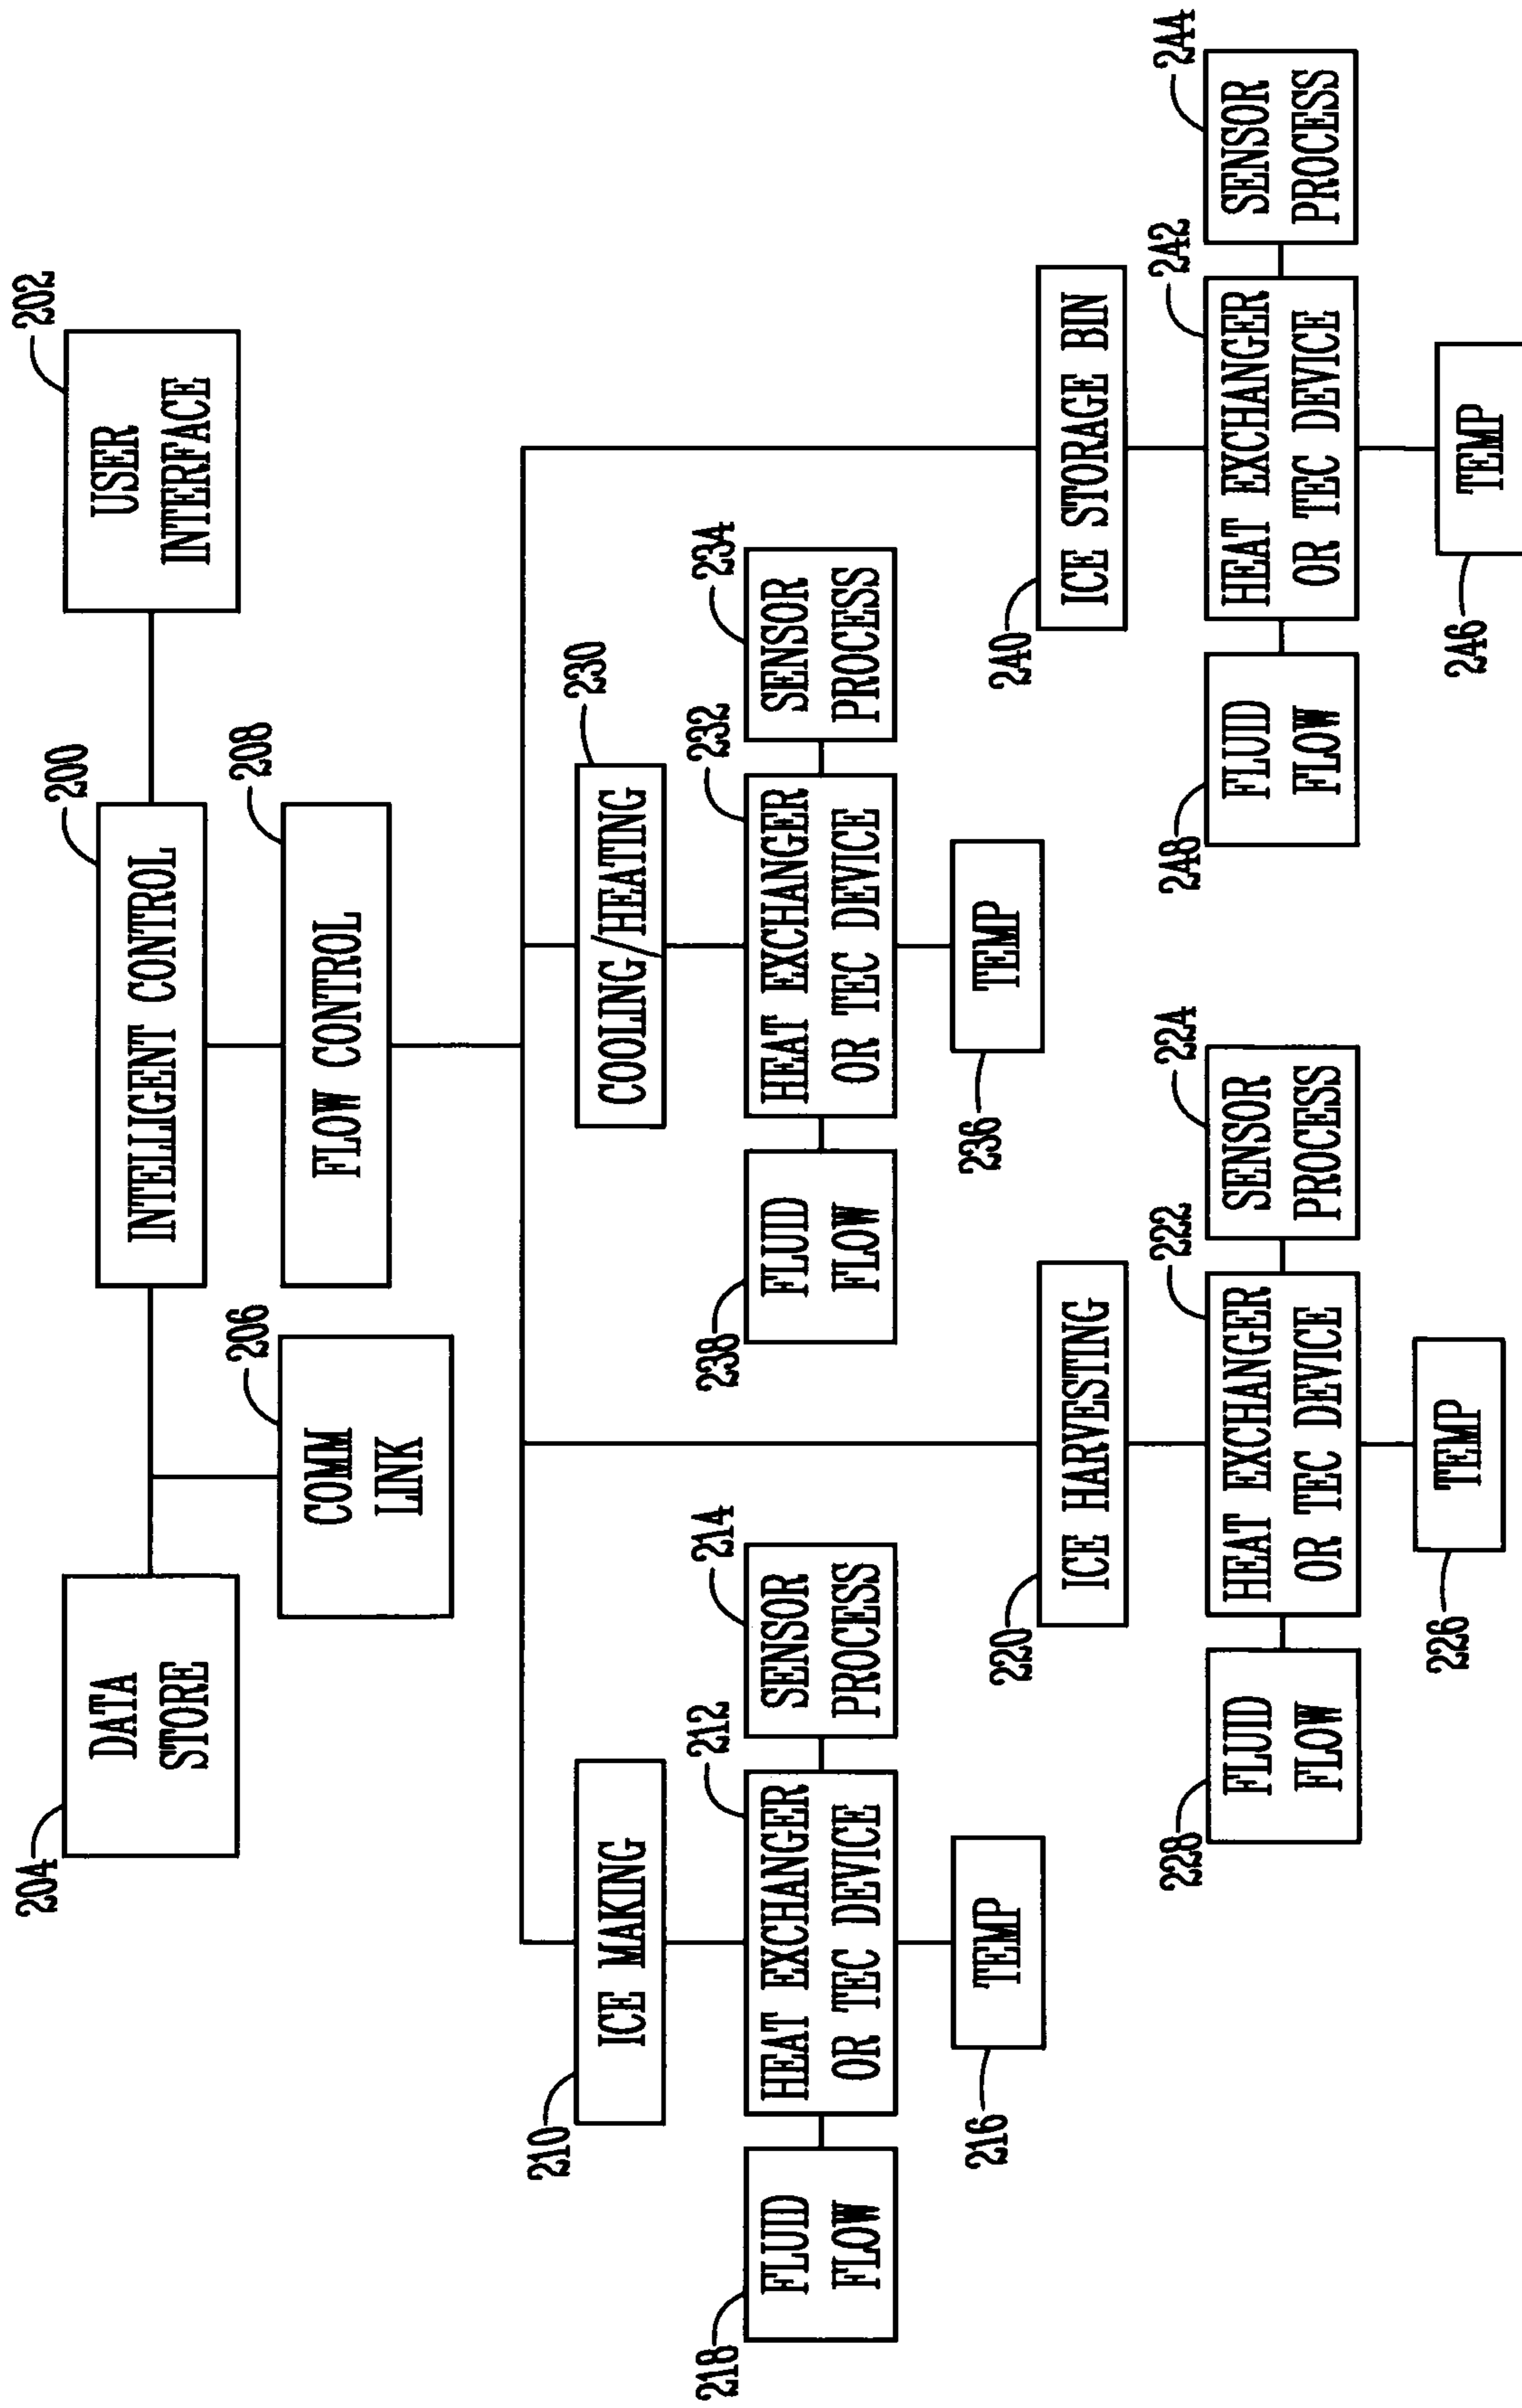 202
USER
INTERFACE
200
INTELLIGENT CONTROL
204
DATA
STORE
206
COMM
LINK
208
FLOW CONTROL
210
ICE MAKING
212
HEAT EXCHANGER
OR TEC DEVICE
214
SENSOR
PROCESS
218
FLUID
FLOW
216
TEMP
230
COOLING/HEATING
232
HEAT EXCHANGER
OR TEC DEVICE
234
SENSOR
PROCESS
238
FLUID
FLOW
236
TEMP
220
ICE HARVESTING
222
HEAT EXCHANGER
OR TEC DEVICE
224
SENSOR
PROCESS
228
FLUID
FLOW
226
TEMP
240
ICE STORAGE BIN
242
HEAT EXCHANGER
OR TEC DEVICE
244
SENSOR
PROCESS
248
FLUID
FLOW
246
TEMP